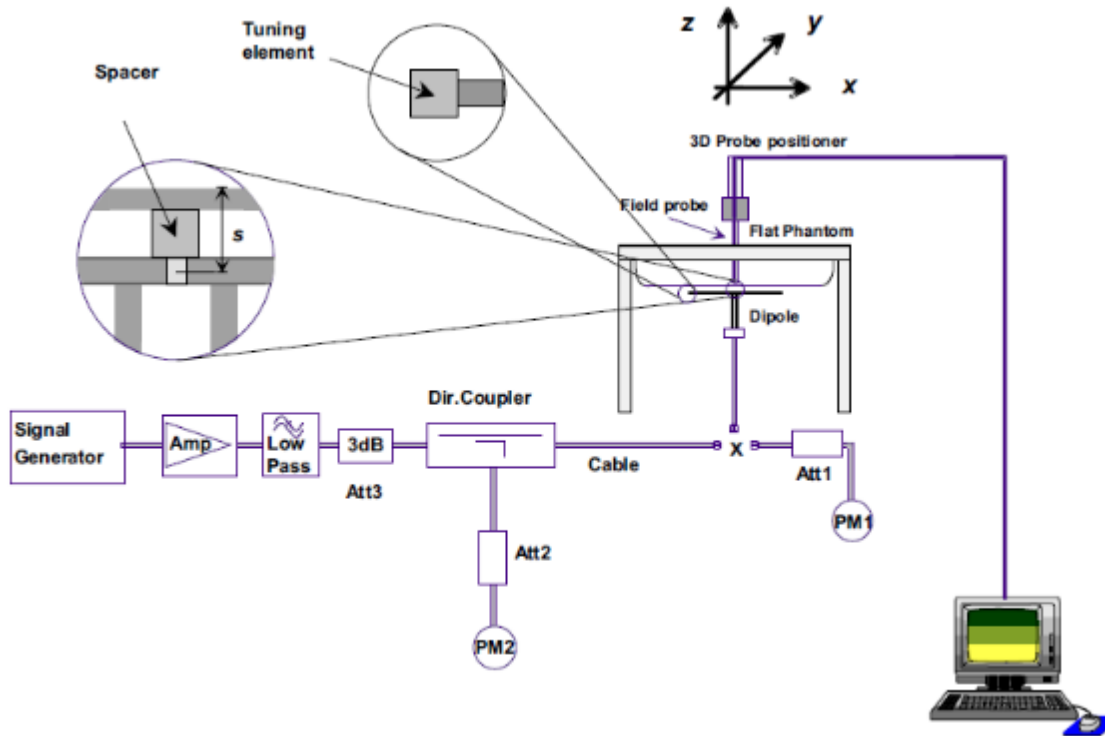 Tuning
element
Spacer
s
z
y
x
3D Probe positioner
Field probe
Flat Phantom
Dipole
Dir.Coupler
Signal
Generator
Amp
Low
Pass
3dB
Att3
Cable
X
Att1
PM1
Att2
PM2